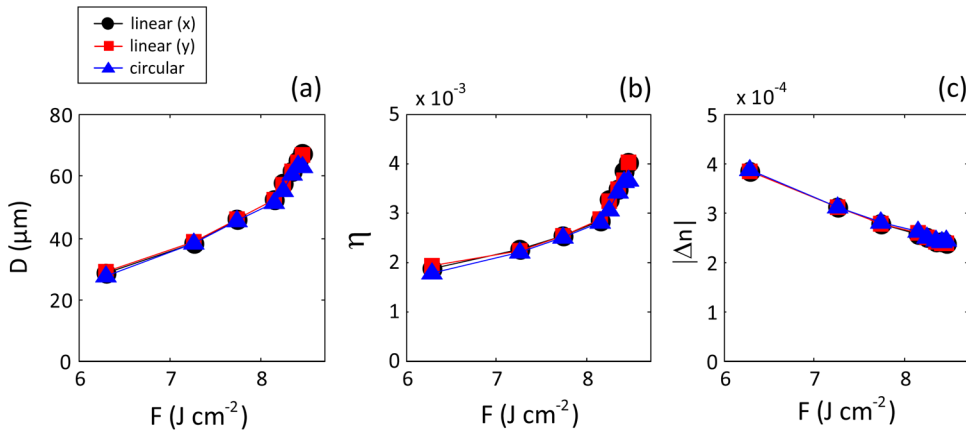 linear (x)
linear (y)
circular
(a)
80
60
40
20
0
6 7 8
D (μm)
F (J cm-2)
(b)
x 10-3
5
4
3
2
1
0
6 7 8
η
F (J cm-2)
(c)
x 10-4
5
4
3
2
1
0
6 7 8
|Δn|
F (J cm-2)